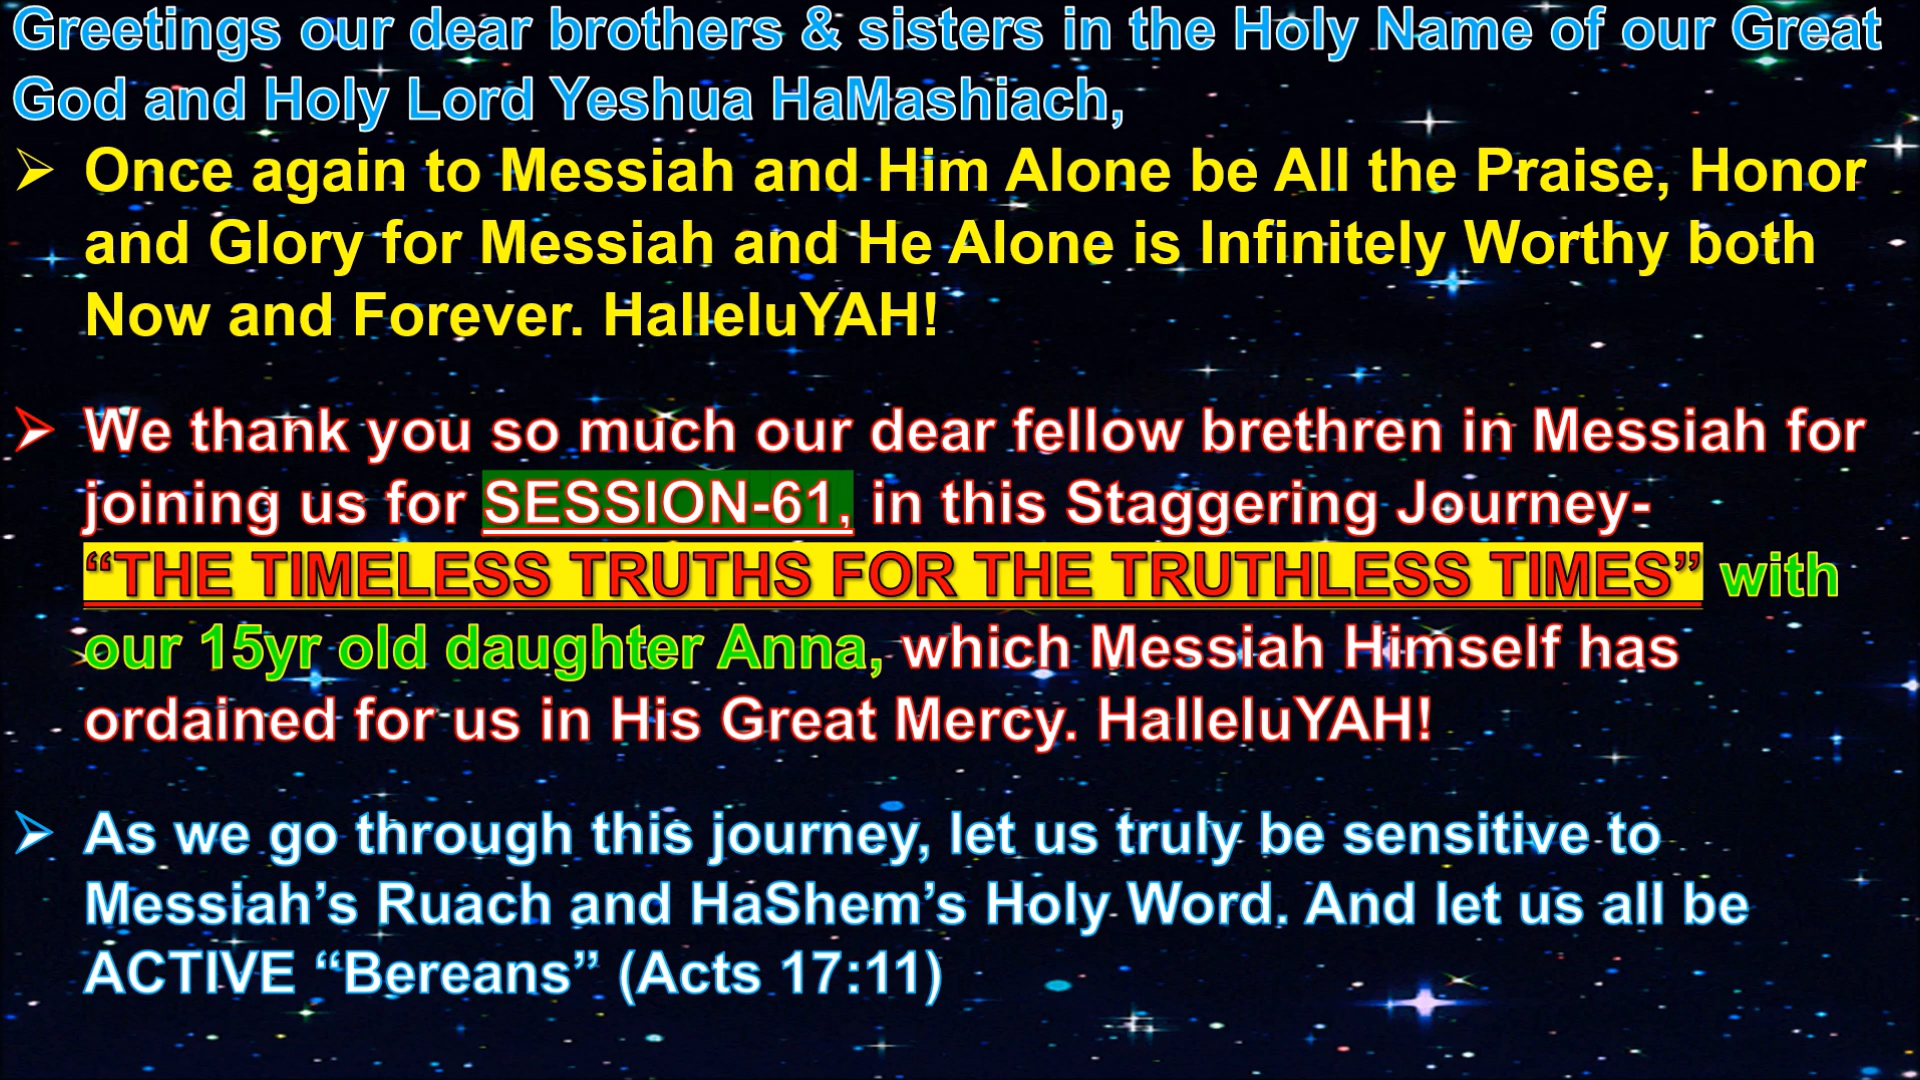 Greetings our dear brothers & sisters in the Holy Name of our Great
God and Holy Lord Yeshua HaMashiach,
➢ Once again to Messiah and Him Alone be All the Praise, Honor
and Glory for Messiah and He Alone is Infinitely Worthy both
Now and Forever. HalleluYAH!
➢ We thank you so much our dear fellow brethren in Messiah for
joining us for SESSION-61, in this Staggering Journey-
“THE TIMELESS TRUTHS FOR THE TRUTHLESS TIMES” with
our 15yr old daughter Anna, which Messiah Himself has
ordained for us in His Great Mercy. HalleluYAH!
➢ As we go through this journey, let us truly be sensitive to
Messiah’s Ruach and HaShem’s Holy Word. And let us all be
ACTIVE “Bereans” (Acts 17:11)